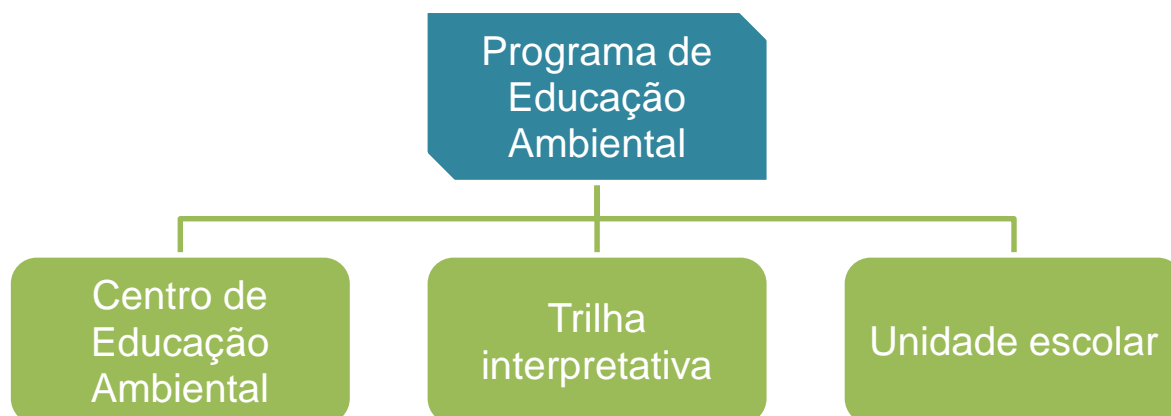 Programa de
Educação
Ambiental
Centro de
Educação
Ambiental
Trilha
interpretativa
Unidade escolar